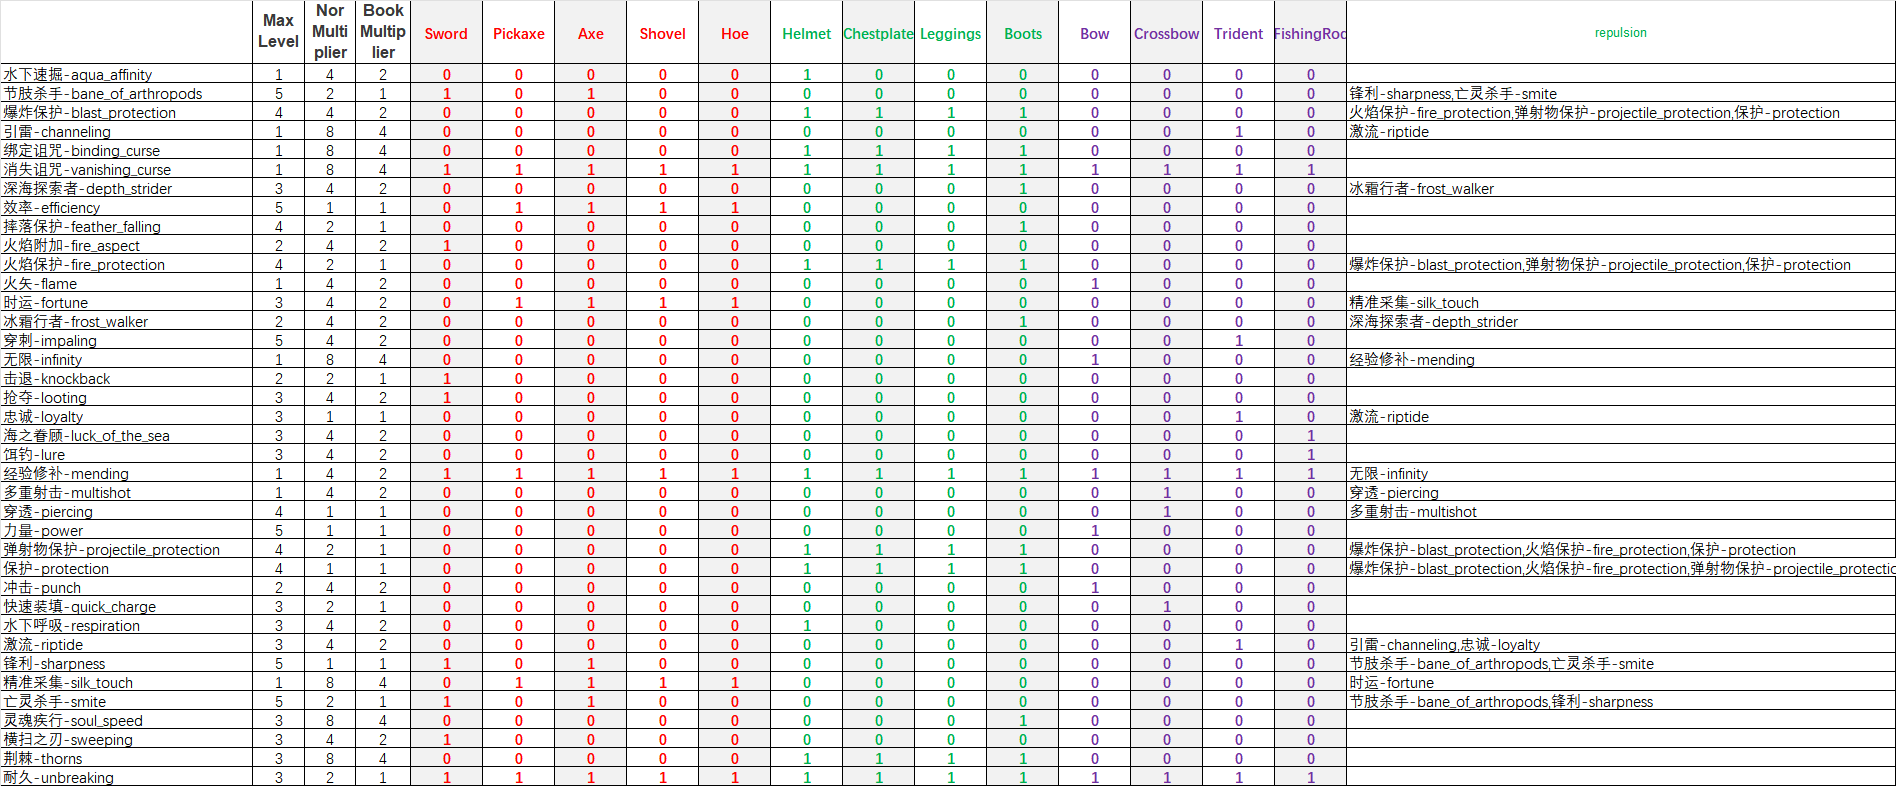 Max Level Nor Multi plier Book Multip lier Sword Pickaxe Axe Shovel Hoe Helmet Chestplate Leggings Boots Bow Crossbow Trident FishingRod repulsion
水下速掘-aqua_affinity 1 4 2 0 0 0 0 0 1 0 0 0 0 0 0 0
节肢杀手-bane_of_arthropods 5 2 1 1 0 1 0 0 0 0 0 0 0 0 0 0 锋利-sharpness,亡灵杀手-smite
爆炸保护-blast_protection 4 4 2 0 0 0 0 0 1 1 1 1 0 0 0 0 火焰保护-fire_protection,弹射物保护-projectile_protection,保护-protection
引雷-channeling 1 8 4 0 0 0 0 0 0 0 0 0 0 0 1 0 激流-riptide
绑定诅咒-binding_curse 1 8 4 0 0 0 0 0 1 1 1 1 0 0 0 0
消失诅咒-vanishing_curse 1 8 4 1 1 1 1 1 1 1 1 1 1 1 1 1
深海探索者-depth_strider 3 4 2 0 0 0 0 0 0 0 0 1 0 0 0 0 冰霜行者-frost_walker
效率-efficiency 5 1 1 0 1 1 1 1 0 0 0 0 0 0 0 0
摔落保护-feather_falling 4 2 1 0 0 0 0 0 0 0 0 1 0 0 0 0
火焰附加-fire_aspect 2 4 2 1 0 0 0 0 0 0 0 0 0 0 0 0
火焰保护-fire_protection 4 2 1 0 0 0 0 0 1 1 1 1 0 0 0 0 爆炸保护-blast_protection,弹射物保护-projectile_protection,保护-protection
火矢-flame 1 4 2 0 0 0 0 0 0 0 0 0 1 0 0 0
时运-fortune 3 4 2 0 1 1 1 1 0 0 0 0 0 0 0 0 精准采集-silk_touch
冰霜行者-frost_walker 2 4 2 0 0 0 0 0 0 0 0 1 0 0 0 0 深海探索者-depth_strider
穿刺-impaling 5 4 2 0 0 0 0 0 0 0 0 0 0 0 1 0
无限-infinity 1 8 4 0 0 0 0 0 0 0 0 0 1 0 0 0 经验修补-mending
击退-knockback 2 2 1 1 0 0 0 0 0 0 0 0 0 0 0 0
抢夺-looting 3 4 2 1 0 0 0 0 0 0 0 0 0 0 0 0
忠诚-loyalty 3 1 1 0 0 0 0 0 0 0 0 0 0 0 1 0 激流-riptide
海之眷顾-luck_of_the_sea 3 4 2 0 0 0 0 0 0 0 0 0 0 0 0 1
饵钓-lure 3 4 2 0 0 0 0 0 0 0 0 0 0 0 0 1
经验修补-mending 1 4 2 1 1 1 1 1 1 1 1 1 1 1 1 1 无限-infinity
多重射击-multishot 1 4 2 0 0 0 0 0 0 0 0 0 0 1 0 0 穿透-piercing
穿透-piercing 4 1 1 0 0 0 0 0 0 0 0 0 0 1 0 0 多重射击-multishot
力量-power 5 1 1 0 0 0 0 0 0 0 0 0 1 0 0 0
弹射物保护-projectile_protection 4 2 1 0 0 0 0 0 1 1 1 1 0 0 0 0 爆炸保护-blast_protection,火焰保护-fire_protection,保护-protection
保护-protection 4 1 1 0 0 0 0 0 1 1 1 1 0 0 0 0 爆炸保护-blast_protection,火焰保护-fire_protection,弹射物保护-projectile_protectio
冲击-punch 2 4 2 0 0 0 0 0 0 0 0 0 1 0 0 0
快速装填-quick_charge 3 2 1 0 0 0 0 0 0 0 0 0 0 1 0 0
水下呼吸-respiration 3 4 2 0 0 0 0 0 1 0 0 0 0 0 0 0
激流-riptide 3 4 2 0 0 0 0 0 0 0 0 0 0 0 1 0 引雷-channeling,忠诚-loyalty
锋利-sharpness 5 1 1 1 0 1 0 0 0 0 0 0 0 0 0 0 节肢杀手-bane_of_arthropods,亡灵杀手-smite
精准采集-silk_touch 1 8 4 0 1 1 1 1 0 0 0 0 0 0 0 0 时运-fortune
亡灵杀手-smite 5 2 1 1 0 1 0 0 0 0 0 0 0 0 0 0 节肢杀手-bane_of_arthropods,锋利-sharpness
灵魂疾行-soul_speed 3 8 4 0 0 0 0 0 0 0 0 1 0 0 0 0
横扫之刃-sweeping 3 4 2 1 0 0 0 0 0 0 0 0 0 0 0 0
荆棘-thorns 3 8 4 0 0 0 0 0 1 1 1 1 0 0 0 0
耐久-unbreaking 3 2 1 1 1 1 1 1 1 1 1 1 1 1 1 1